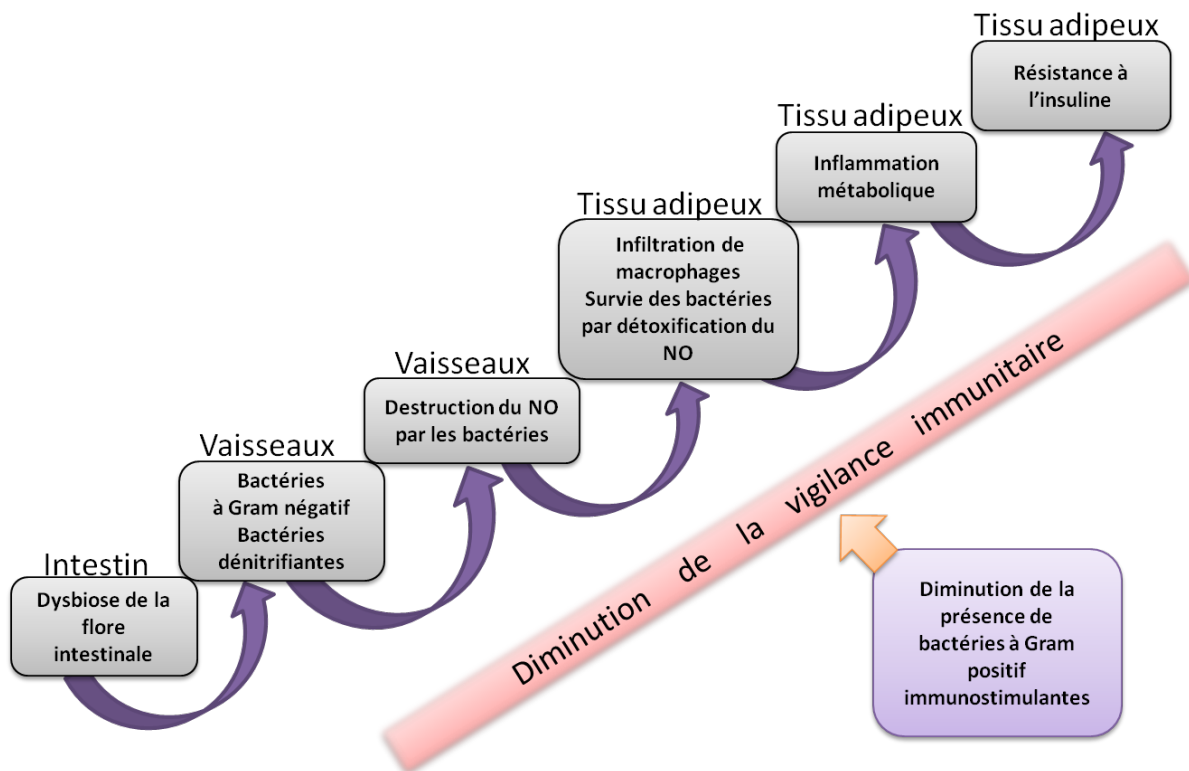 Intestin
Dysbiose de la
flore
intestinale
Vaisseaux
Bactéries
à Gram négatif
Bactéries
dénitrifiantes
Vaisseaux
Destruction du NO
par les bactéries
Tissu adipeux
Infiltration de
macrophages
Survie des bactéries
par détoxification du
NO
Tissu adipeux
Inflammation
métabolique
Tissu adipeux
Résistance à
l'insuline
Diminution de la vigilance immunitaire
Diminution de la
présence de
bactéries à Gram
positif
immunostimulantes